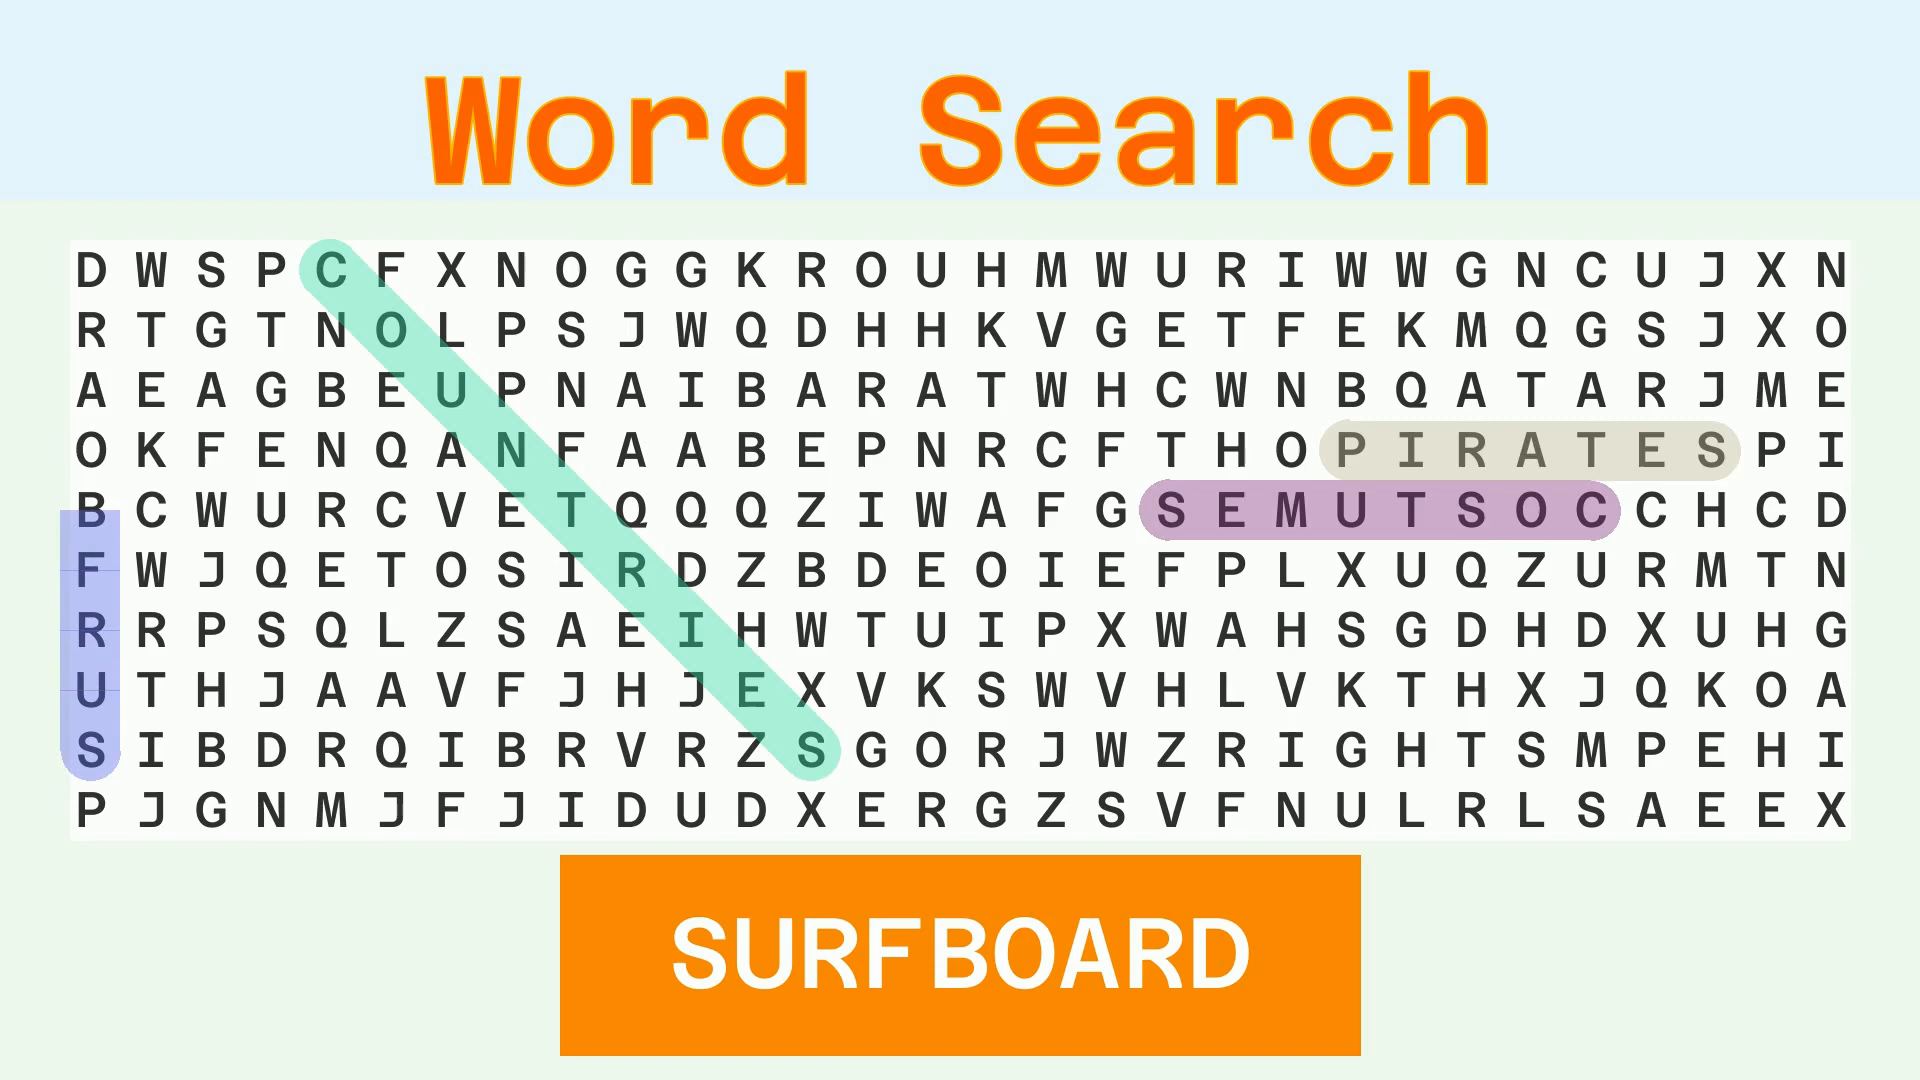 Word Search
D W S P C F X N O G G K R O U H M W U R I W W G N C U J X N
R T G T N O L P S J W Q D H H K V G E T F E K M Q G S J X O
A E A G B E U P N A I B A R A T W H C W N B Q A T A R J M E
O K F E N Q A N F A A B E P N R C F T H O P I R A T E S P I
B C W U R C V E T Q Q Q Z I W A F G S E M U T S O C C H C D
F W J Q E T O S I R D Z B D E O I E F P L X U Q Z U R M T N
R R P S Q L Z S A E I H W T U I P X W A H S G D H D X U H G
U T H J A A V F J H J E X V K S W V H L V K T H X J Q K O A
S I B D R Q I B R V R Z S G O R J W Z R I G H T S M P E H I
P J G N M J F J I D U D X E R G Z S V F N U L R L S A E E X
SURFBOARD